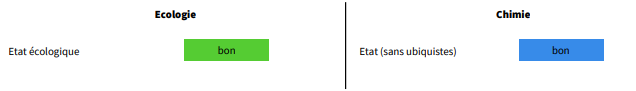 Ecologie
Chimie
Etat écologique
bon
Etat (sans ubiquistes)
bon